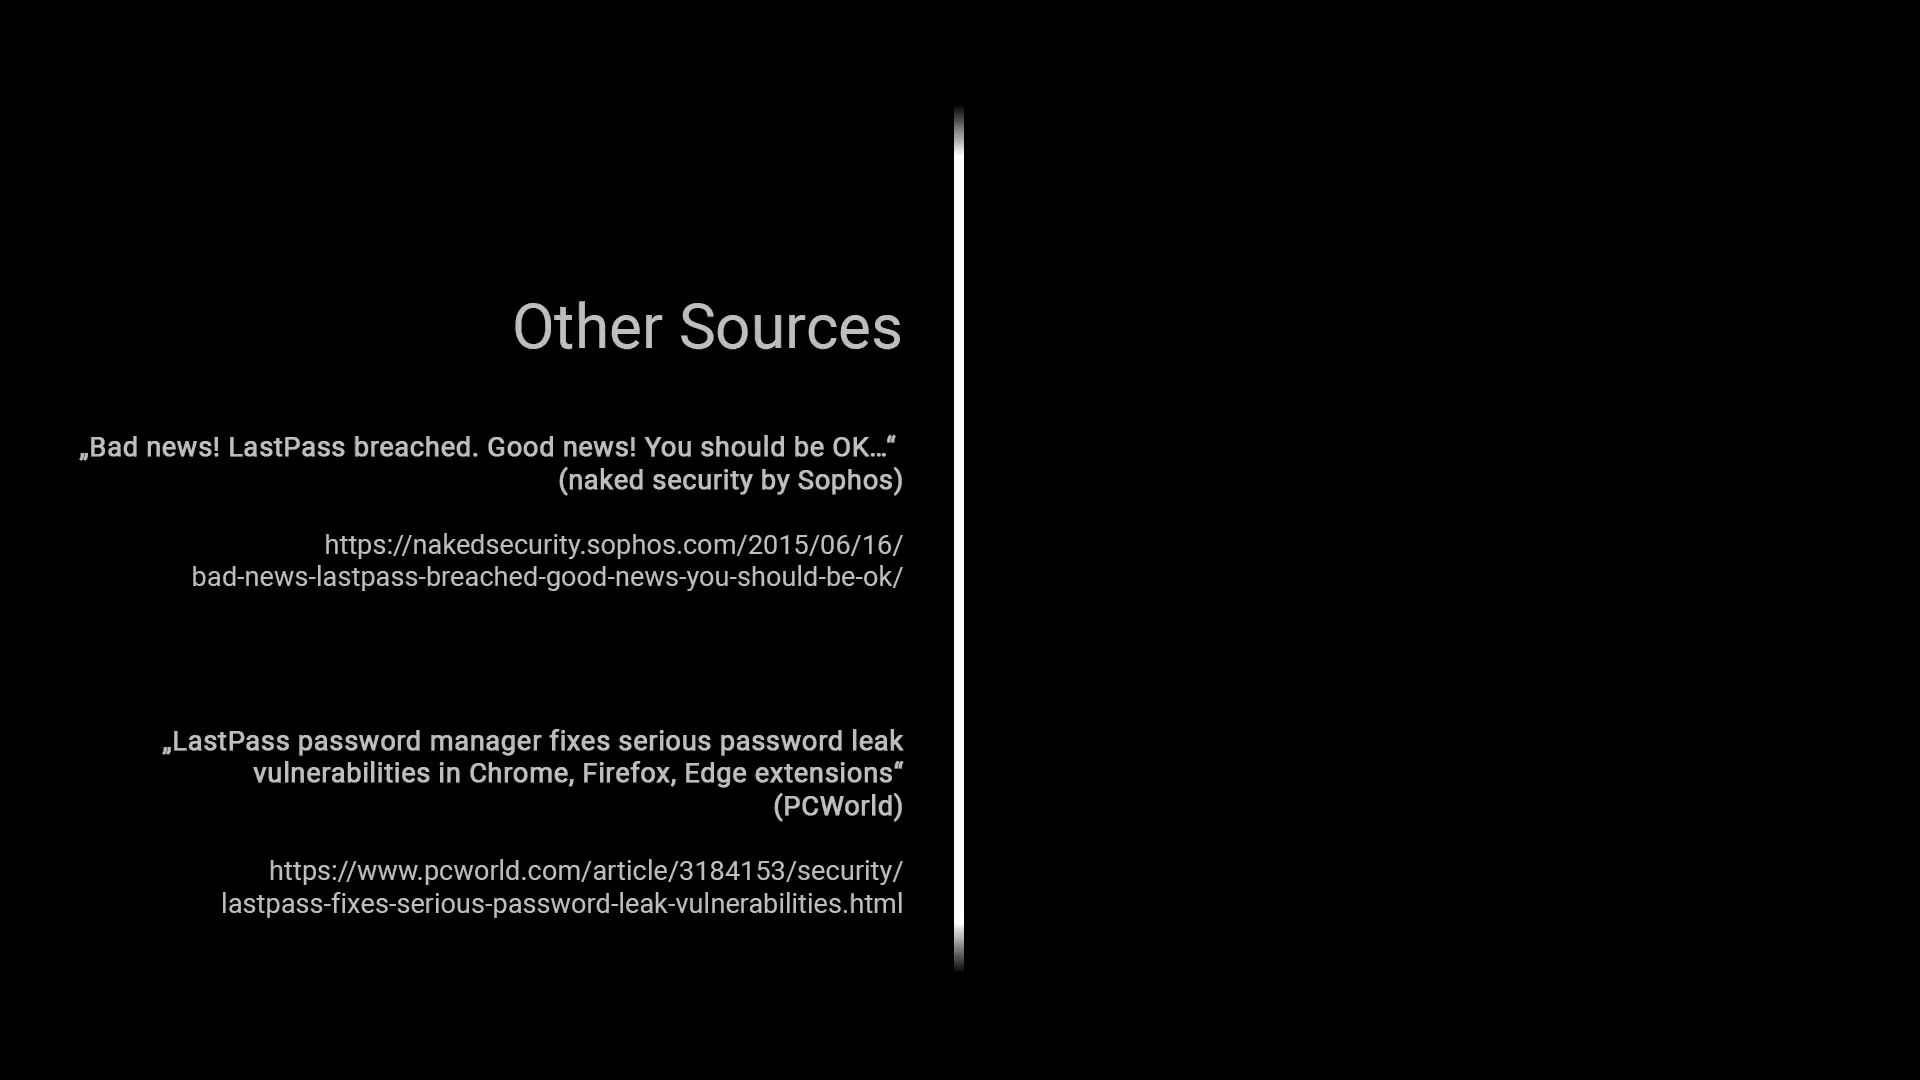 Other Sources
„Bad news! LastPass breached. Good news! You should be OK…“
(naked security by Sophos)
https://nakedsecurity.sophos.com/2015/06/16/
bad-news-lastpass-breached-good-news-you-should-be-ok/
„LastPass password manager fixes serious password leak
vulnerabilities in Chrome, Firefox, Edge extensions“
(PCWorld)
https://www.pcworld.com/article/3184153/security/
lastpass-fixes-serious-password-leak-vulnerabilities.html